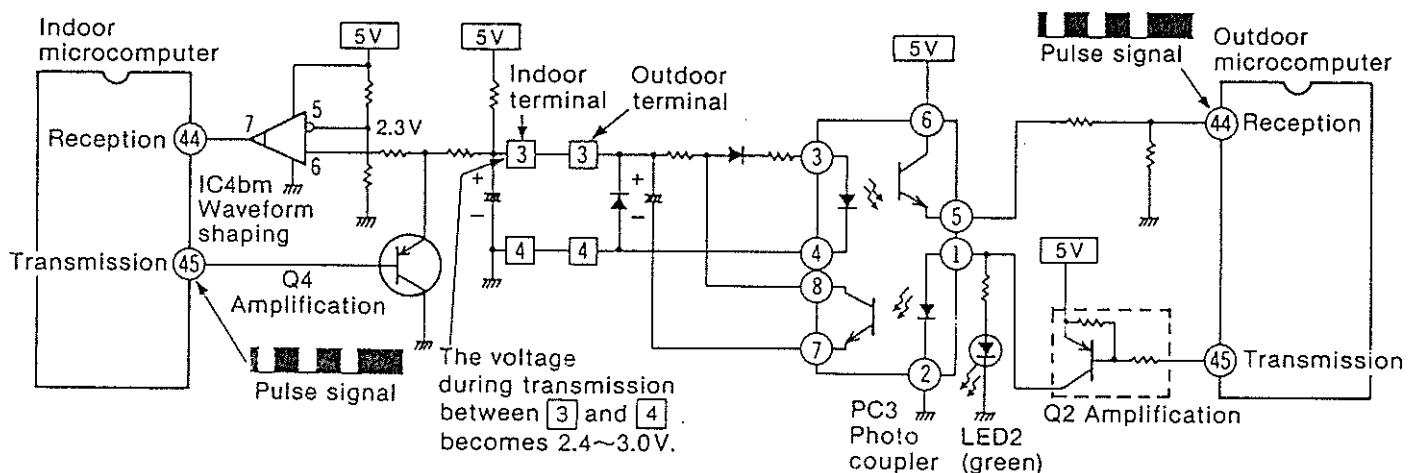 Indoor
microcomputer
5V
5V
Indoor
terminal
Outdoor
terminal
5V
Pulse signal
Outdoor
microcomputer
Reception
44
7
5
6
2.3V
IC4bm
Waveform
shaping
3
3
+
−
+
−
3
6
5
44
Reception
4
4
4
1
5V
Transmission
45
Q4
Amplification
8
7
2
45
Transmission
Pulse signal
The voltage
during transmission
between 3 and 4
becomes 2.4~3.0V.
PC3
Photo
coupler
LED2
(green)
Q2 Amplification